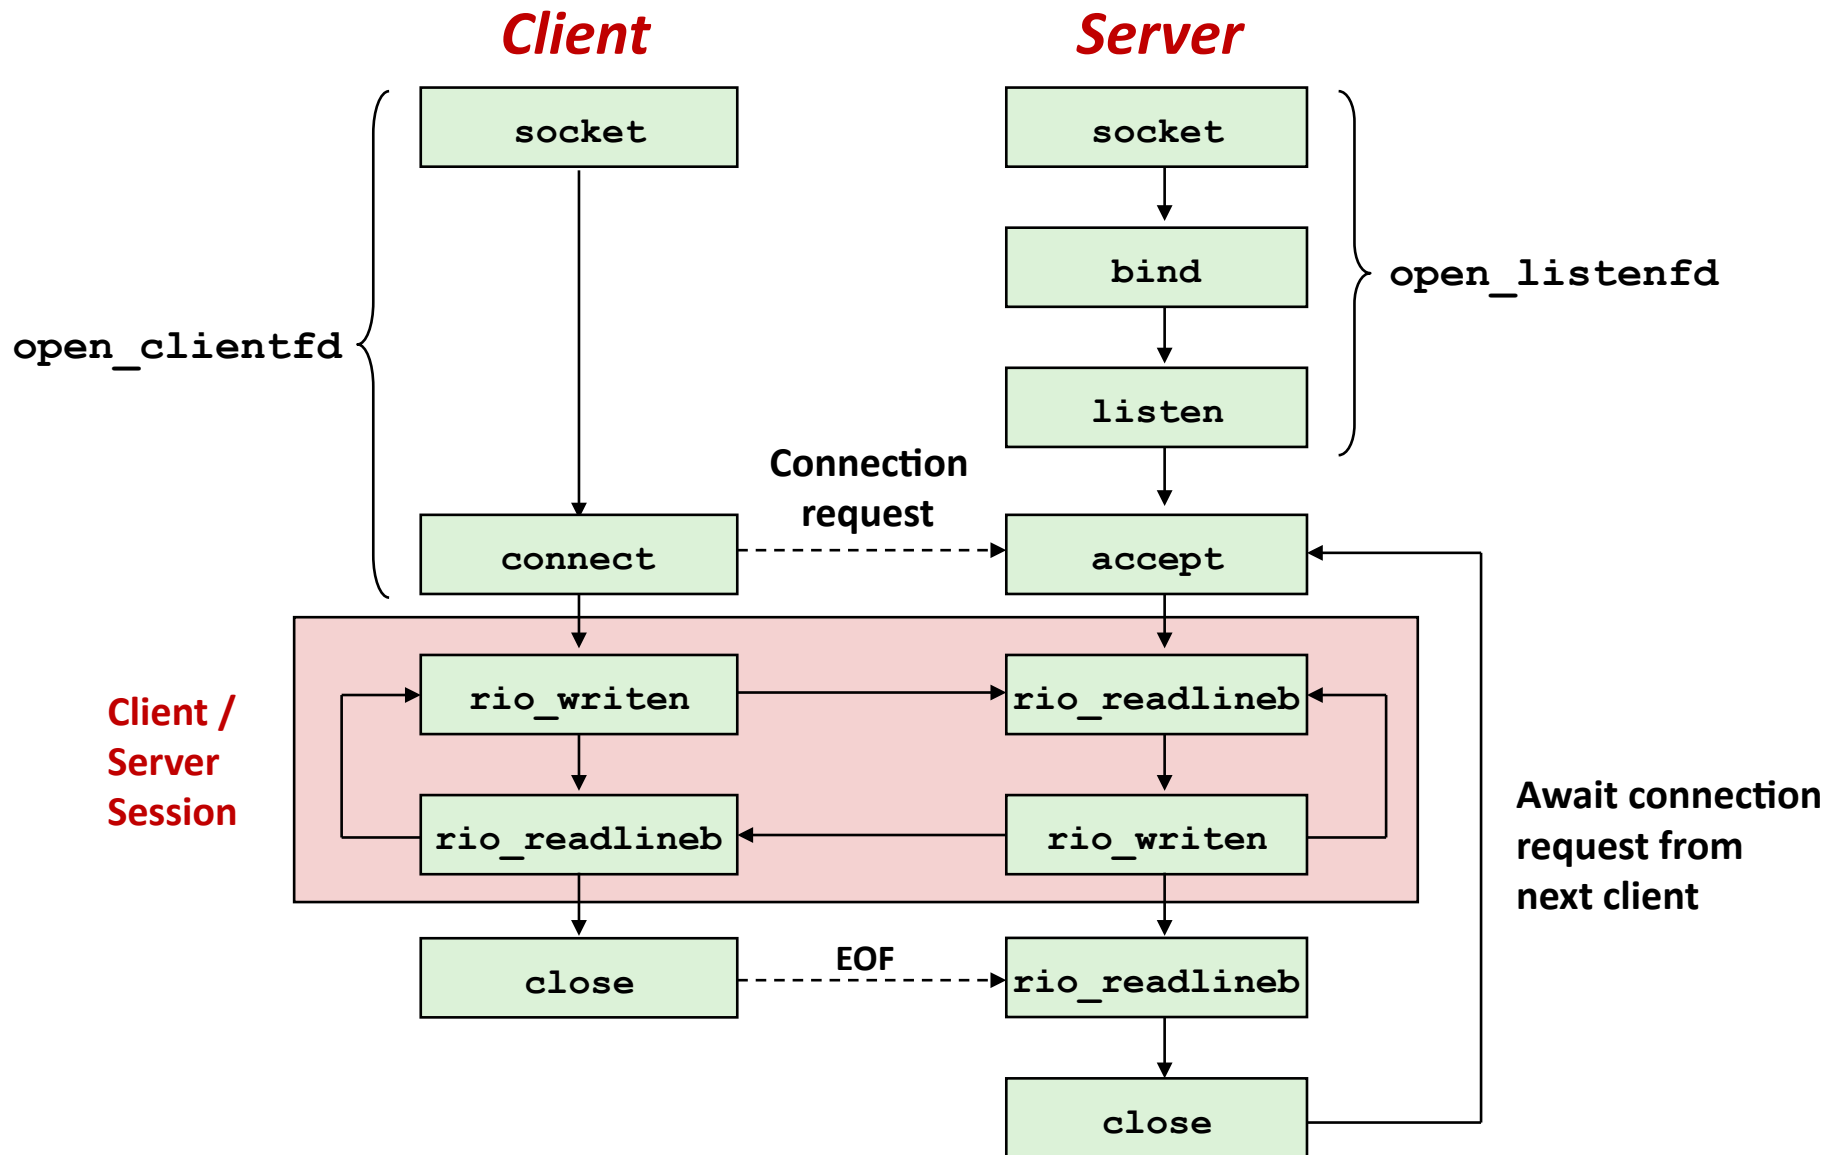 Client
Server
socket
socket
bind
open_listenfd
open_clientfd
listen
Connection
request
connect
accept
Client /
Server
Session
rio_writen
rio_readlineb
rio_readlineb
rio_writen
Await connection
request from
next client
close
EOF
rio_readlineb
close